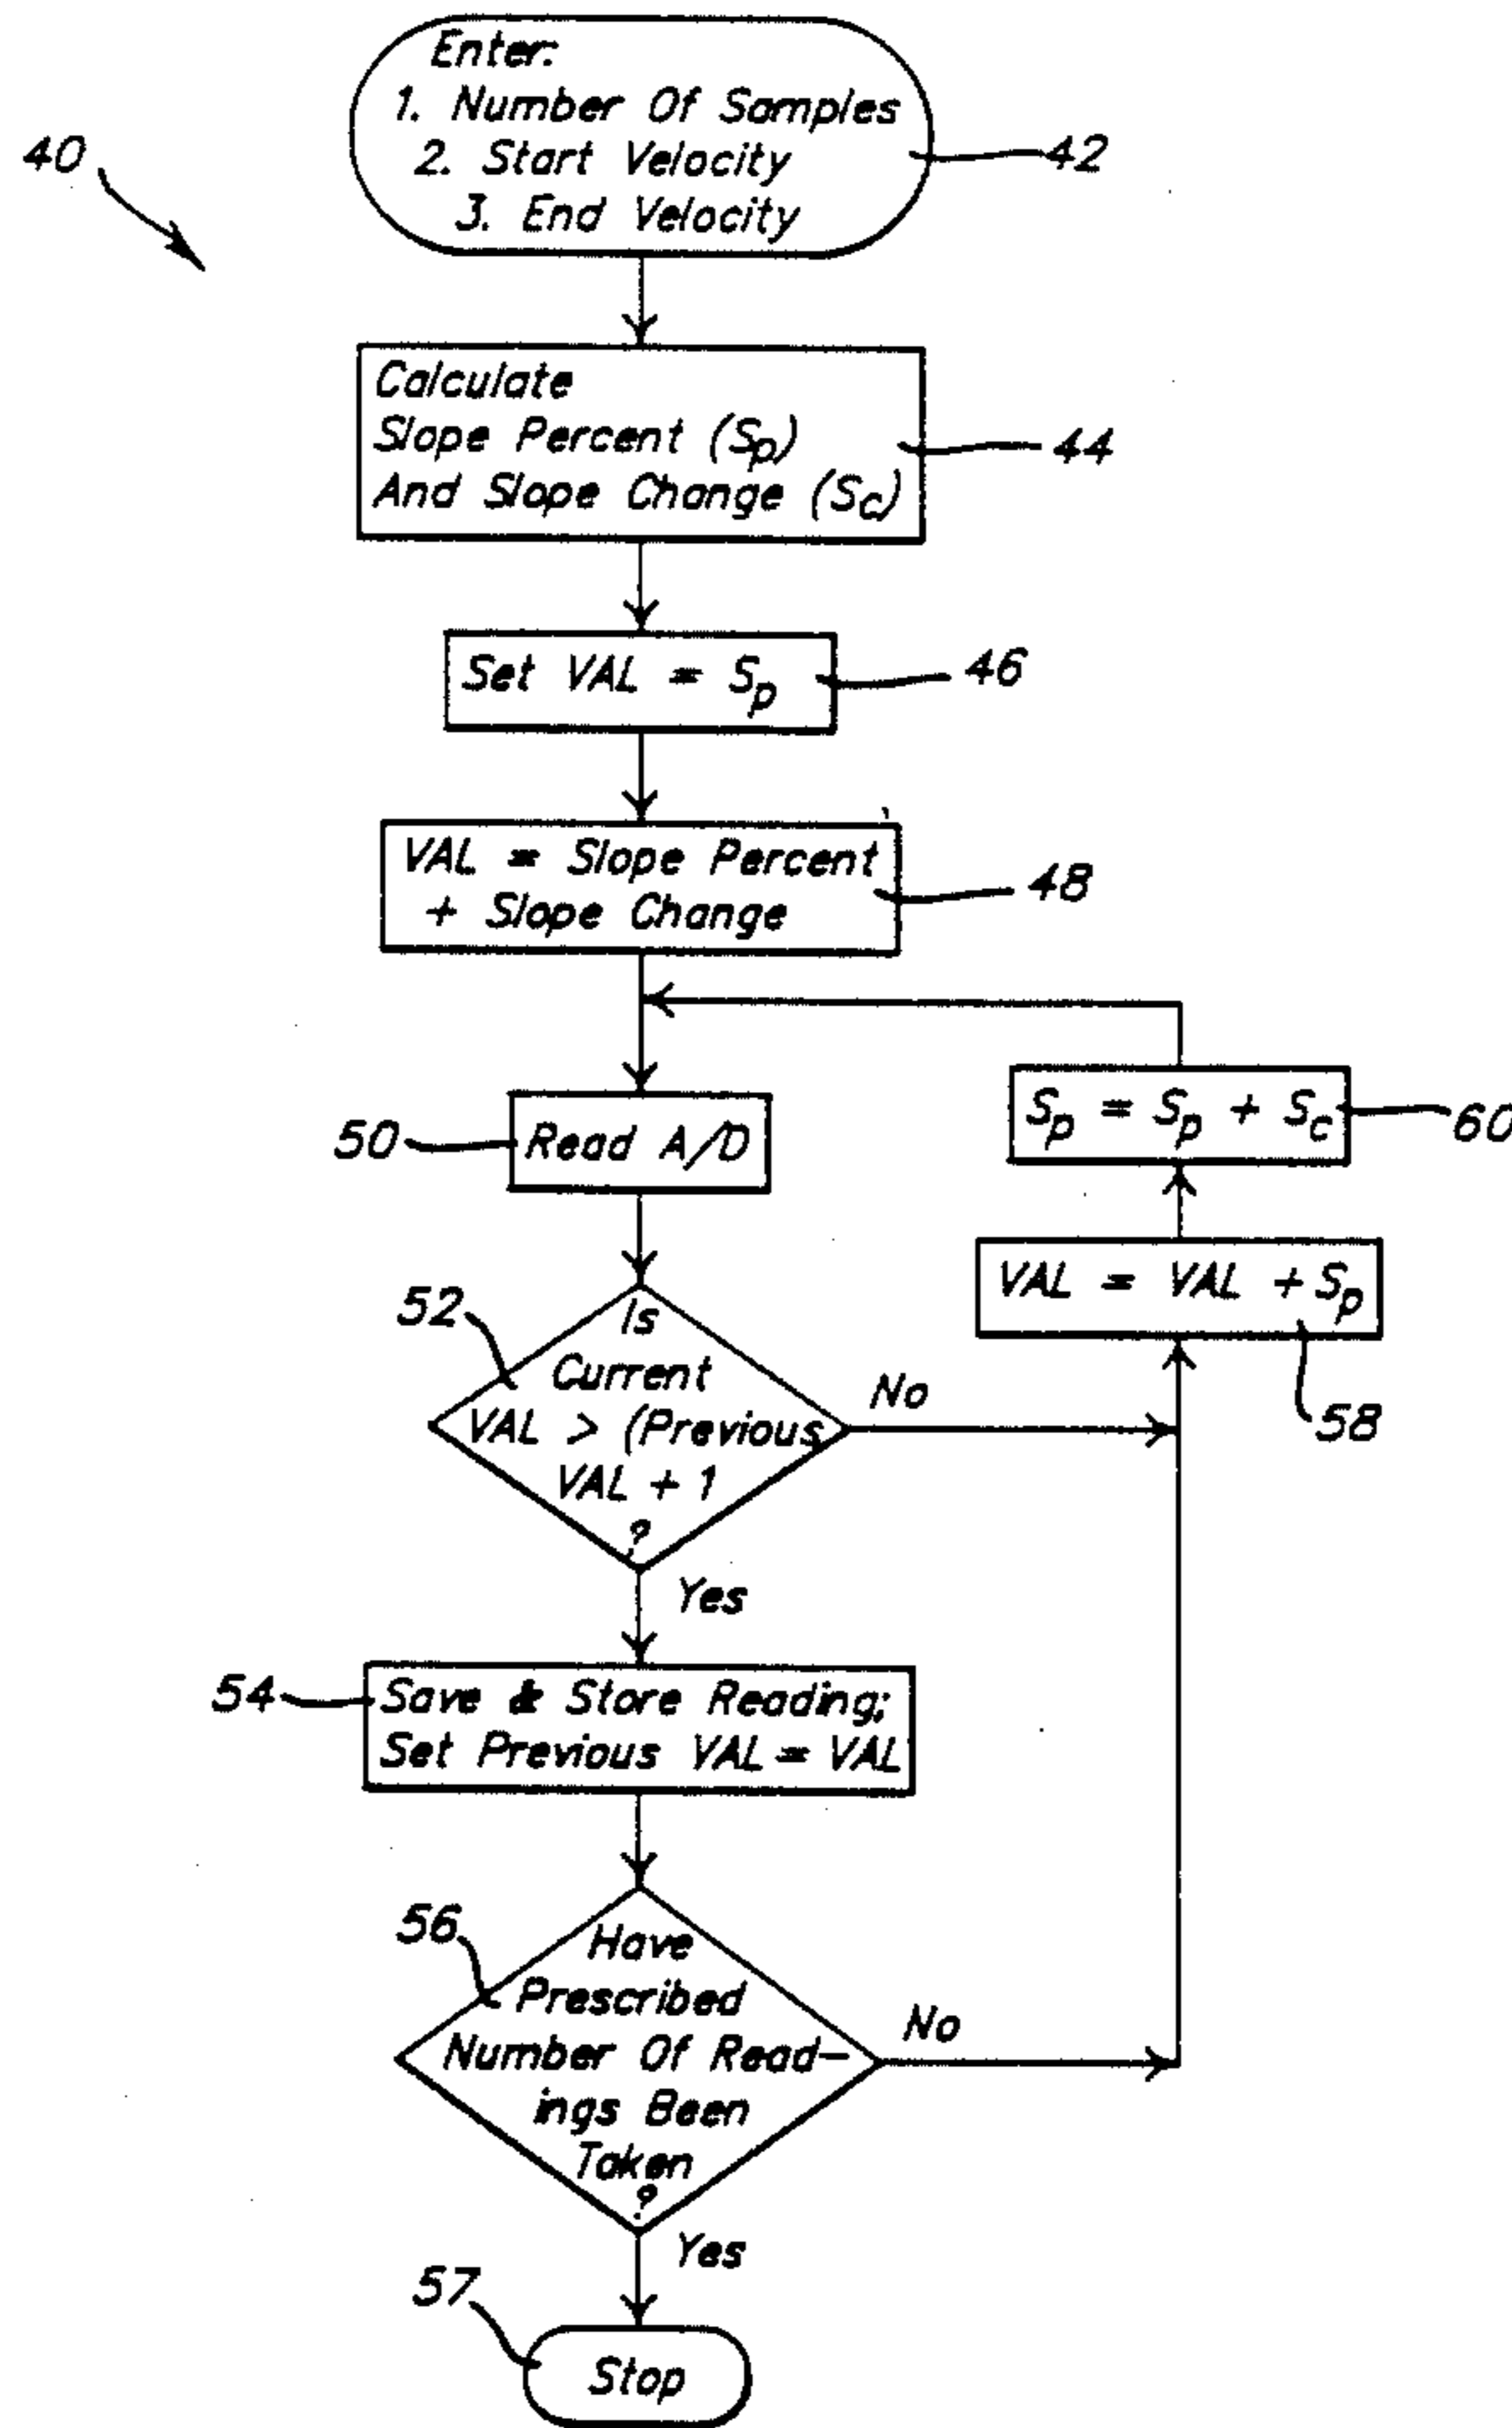 Enter:
1. Number Of Samples
2. Start Velocity
3. End Velocity
40
42
Calculate
Slope Percent (Sp)
And Slope Change (Sc)
44
Set VAL = Sp
46
VAL = Slope Percent
+ Slope Change
48
50
Read A/D
Sp = Sp + Sc
60
VAL = VAL + Sp
58
52
Is
Current
VAL > (Previous
VAL + 1
?
No
Yes
54
Save & Store Reading;
Set Previous VAL = VAL
56
Have
Prescribed
Number Of Read-
ings Been
Taken
?
No
Yes
57
Stop